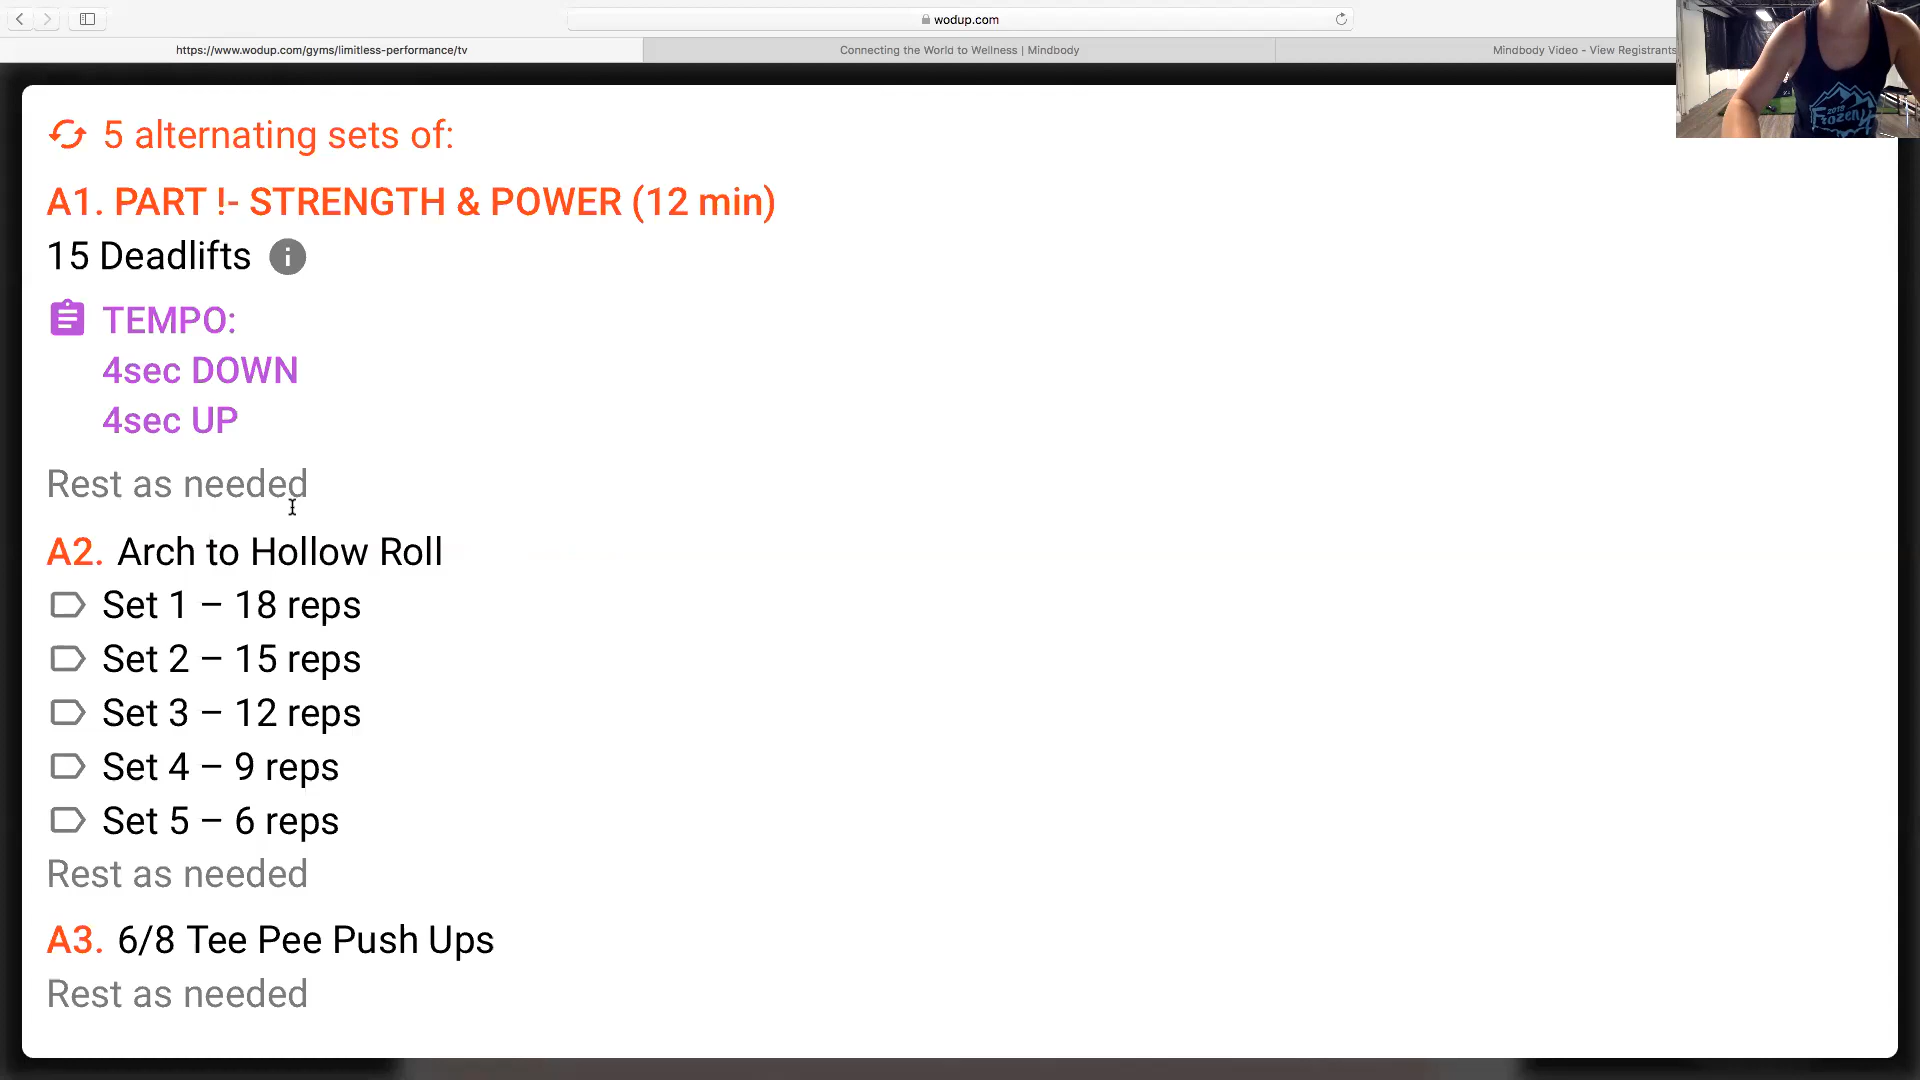 wodup.com
https://www.wodup.com/gyms/limitless-performance/tv
Connecting the World to Wellness | Mindbody
Mindbody Video - View Registrants
5 alternating sets of:
A1. PART !- STRENGTH & POWER (12 min)
15 Deadlifts
TEMPO:
4sec DOWN
4sec UP
Rest as needed
A2. Arch to Hollow Roll
Set 1 – 18 reps
Set 2 – 15 reps
Set 3 – 12 reps
Set 4 – 9 reps
Set 5 – 6 reps
Rest as needed
A3. 6/8 Tee Pee Push Ups
Rest as needed
2019
FROZEN